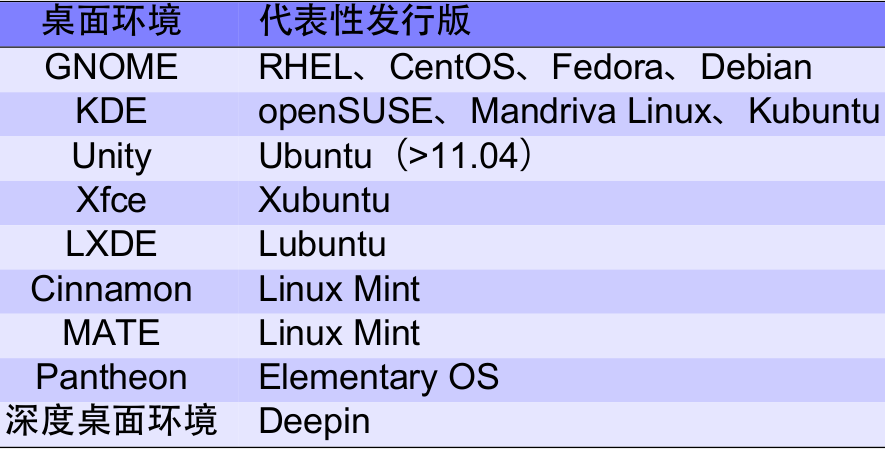 桌面环境 代表性发行版
GNOME RHEL、CentOS、Fedora、Debian
KDE openSUSE、Mandriva Linux、Kubuntu
Unity Ubuntu（>11.04）
Xfce Xubuntu
LXDE Lubuntu
Cinnamon Linux Mint
MATE Linux Mint
Pantheon Elementary OS
深度桌面环境 Deepin